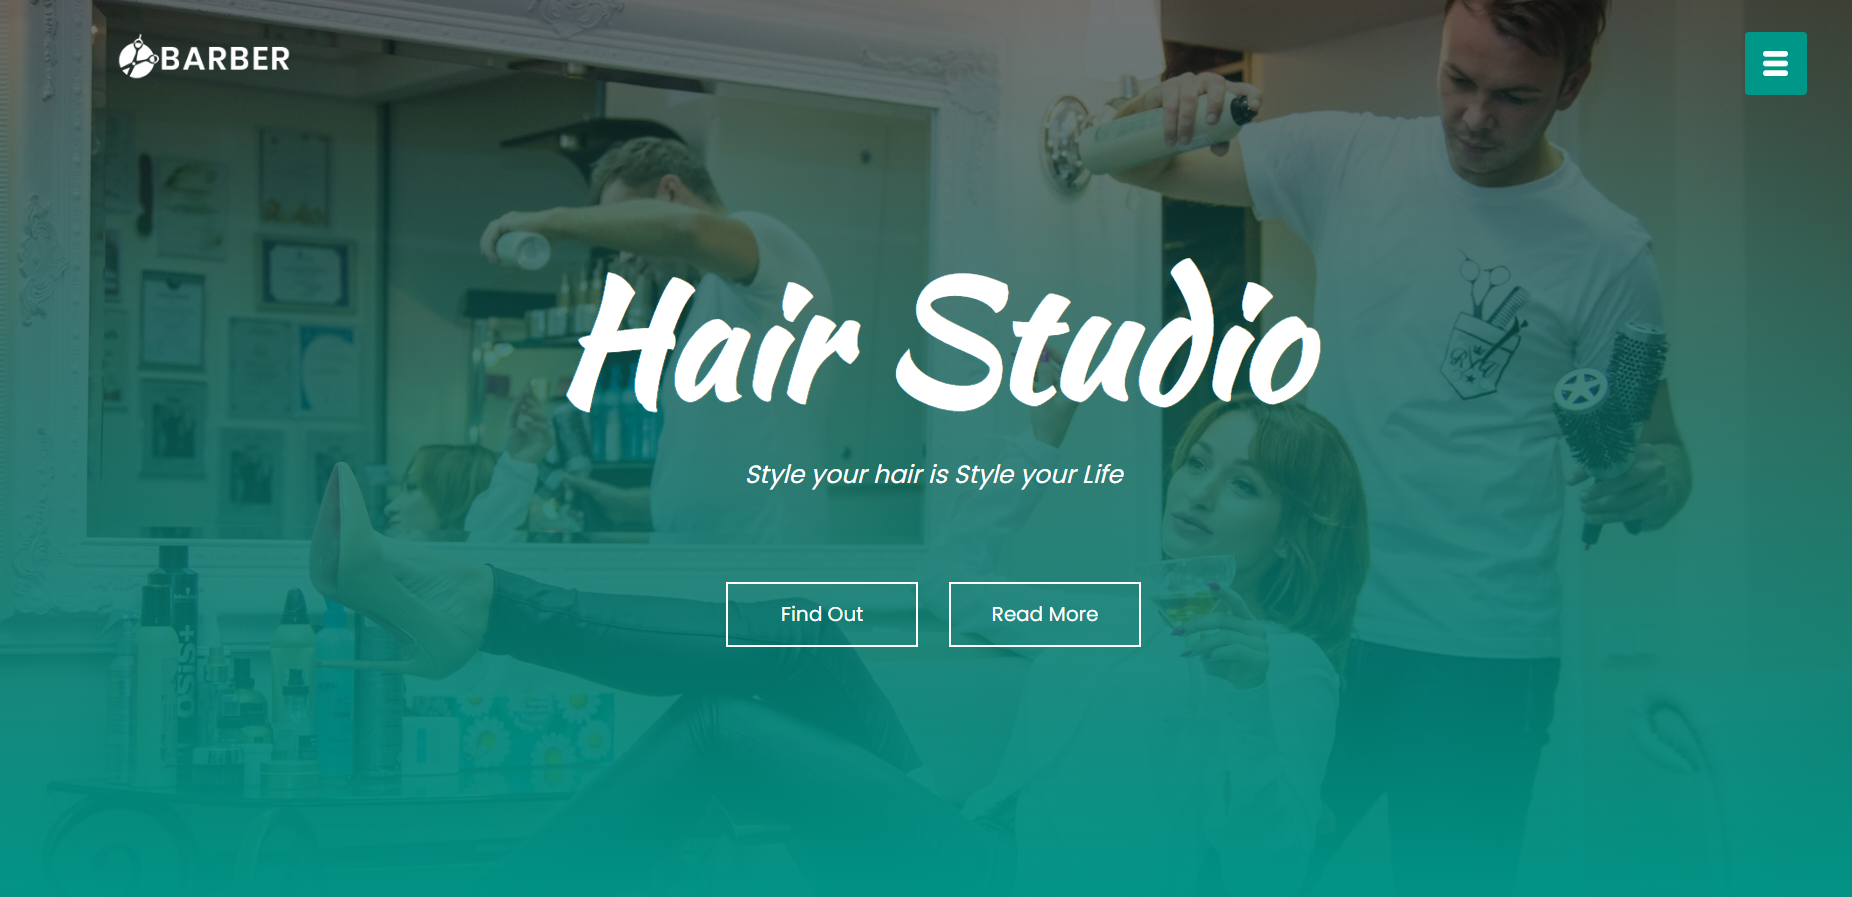 BARBER
Hair Studio
Style your hair is Style your Life
Find Out
Read More
OSiS+